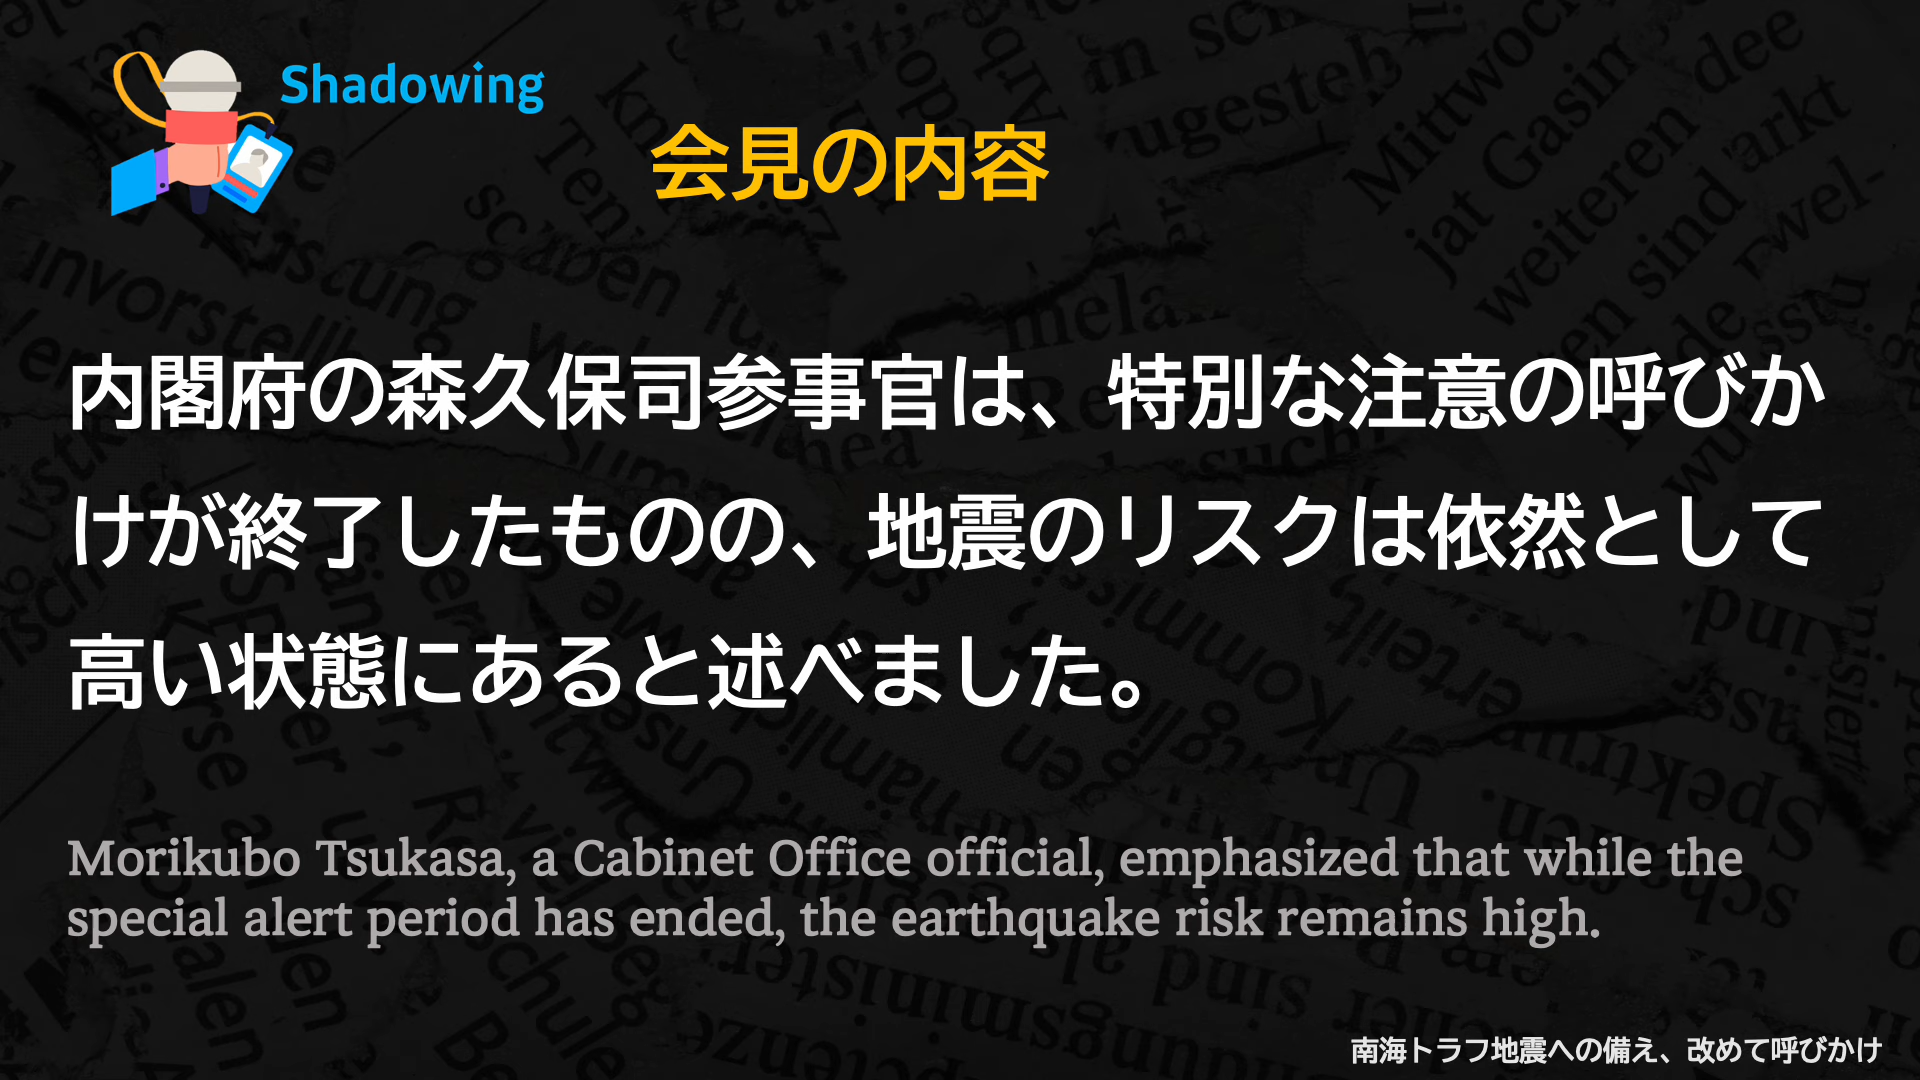 Shadowing
会見の内容
内閣府の森久保司参事官は、特別な注意の呼びか
けが終了したものの、地震のリスクは依然として
高い状態にあると述べました。
Morikubo Tsukasa, a Cabinet Office official, emphasized that while the
special alert period has ended, the earthquake risk remains high.
南海トラフ地震への備え、改めて呼びかけ